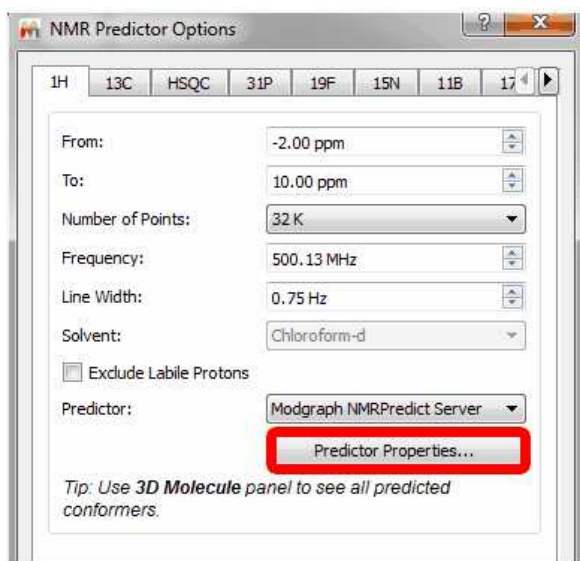 NMR Predictor Options
1H 13C HSQC 31P 19F 15N 11B 17
From: -2.00 ppm
To: 10.00 ppm
Number of Points: 32 K
Frequency: 500.13 MHz
Line Width: 0.75 Hz
Solvent: Chloroform-d
Exclude Labile Protons
Predictor: Modgraph NMRPredict Server
Predictor Properties...
Tip: Use 3D Molecule panel to see all predicted
conformers.